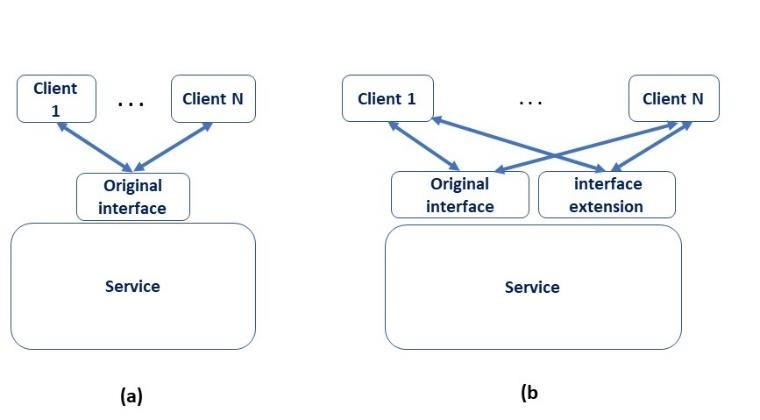 Client
1
. . .
Client N
Original
interface
Service
(a)
Client 1
. . .
Client N
Original
interface
interface
extension
Service
(b